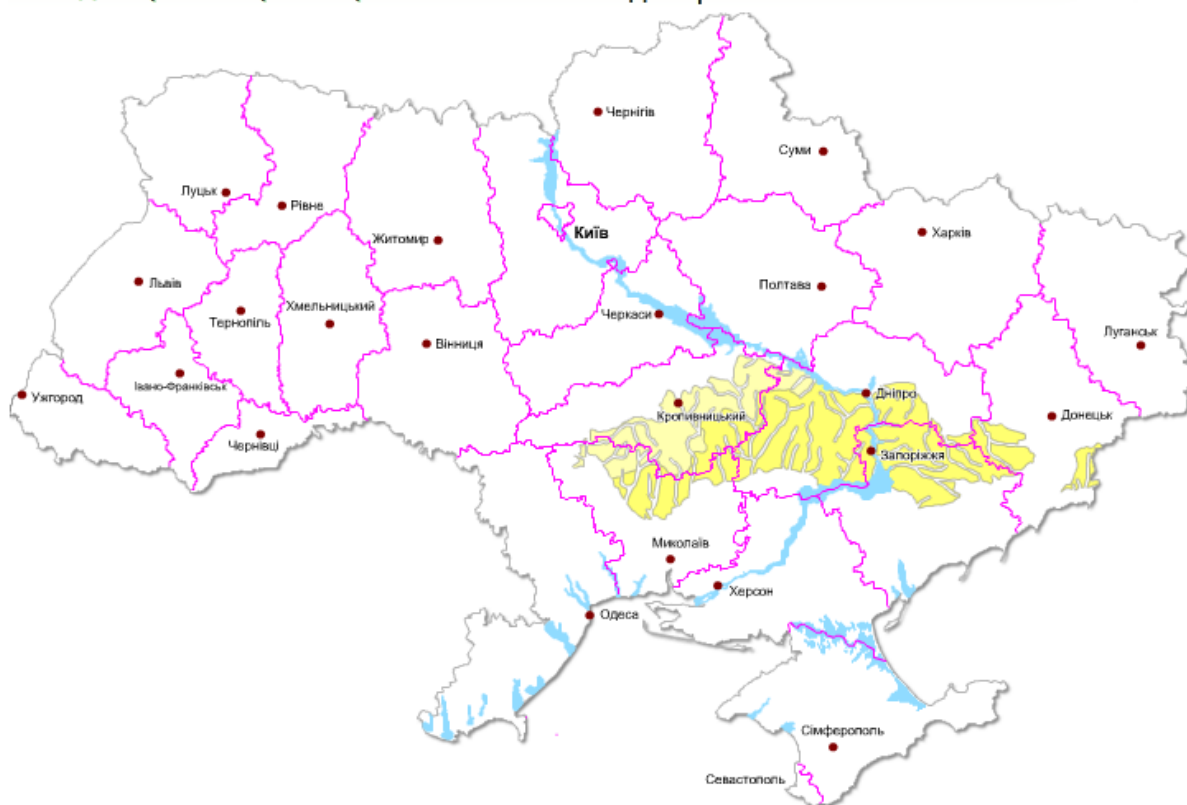 Чернігів
Суми
Луцьк
Рівне
Київ
Житомир
Харків
Львів
Полтава
Хмельницький
Тернопіль
Черкаси
Вінниця
Луганськ
Івано-Франківськ
Ужгород
Дніпро
Кропивницький
Донецьк
Чернівці
Запоріжжя
Миколаїв
Херсон
Одеса
Сімферополь
Севастополь